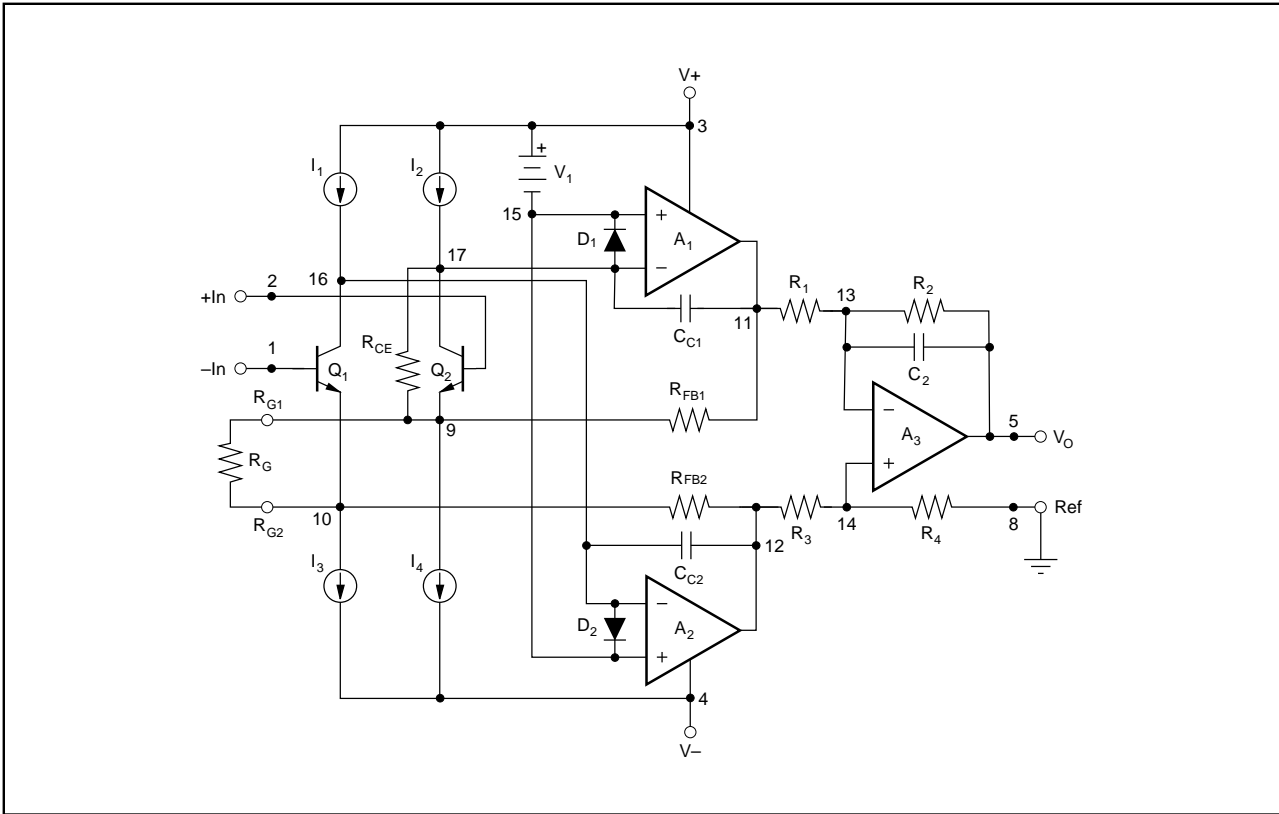 V+
3
I1
I2
+
V1
15
+
A1
D1
−
17
16
2
+In
CC1
11
R1
13
R2
C2
1
–In
Q1
RCE
Q2
RG1
9
RFB1
RG
−
A3
+
5
VO
RG2
10
RFB2
12
R3
14
R4
8
Ref
I3
I4
CC2
−
A2
D2
+
4
V–